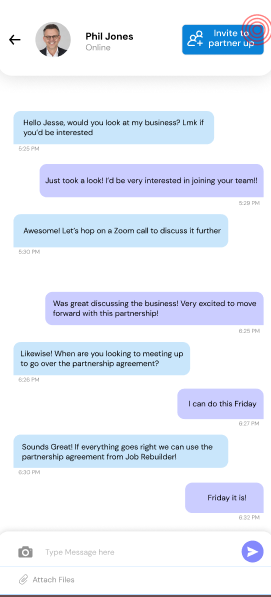 Phil Jones
Online
Invite to
partner up
Hello Jesse, would you look at my business? Lmk if
you'd be interested
5:25 PM
Just took a look! I'd be very interested in joining your team!!
5:29 PM
Awesome! Let's hop on a Zoom call to discuss it further
5:30 PM
Was great discussing the business! Very excited to move
forward with this partnership!
6:25 PM
Likewise! When are you looking to meeting up
to go over the partnership agreement?
6:26 PM
I can do this Friday
6:27 PM
Sounds Great! If everything goes right we can use the
partnership agreement from Job Rebuilder!
6:30 PM
Friday it is!
6:32 PM
Type Message here
Attach Files